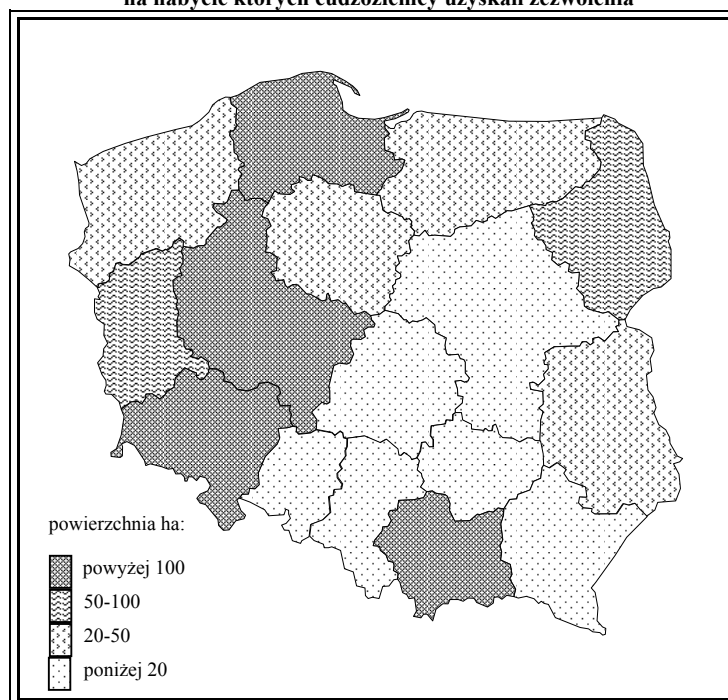 na nabycie których cudzoziemcy uzyskali zezwolenia
powierzchnia ha:
powyżej 100
50-100
20-50
poniżej 20